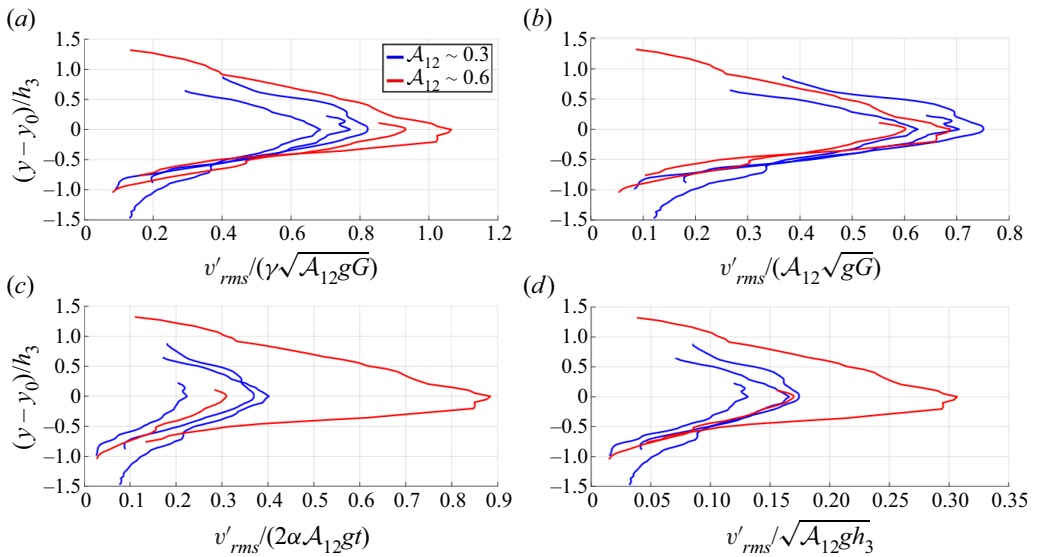 (a)
(b)
1.5
1.0
0.5
0
−0.5
−1.0
−1.5
(y − y₀)/h₃
𝒜₁₂ ~ 0.3
𝒜₁₂ ~ 0.6
0 0.2 0.4 0.6 0.8 1.0 1.2
v′rms/(γ√𝒜₁₂gG)
1.5
1.0
0.5
0
−0.5
−1.0
−1.5
0 0.1 0.2 0.3 0.4 0.5 0.6 0.7 0.8
v′rms/(𝒜₁₂√gG)
(c)
(d)
1.5
1.0
0.5
0
−0.5
−1.0
−1.5
(y − y₀)/h₃
0 0.1 0.2 0.3 0.4 0.5 0.6 0.7 0.8 0.9
v′rms/(2α𝒜₁₂gt)
1.5
1.0
0.5
0
−0.5
−1.0
−1.5
0 0.05 0.10 0.15 0.20 0.25 0.30 0.35
v′rms/√𝒜₁₂gh₃